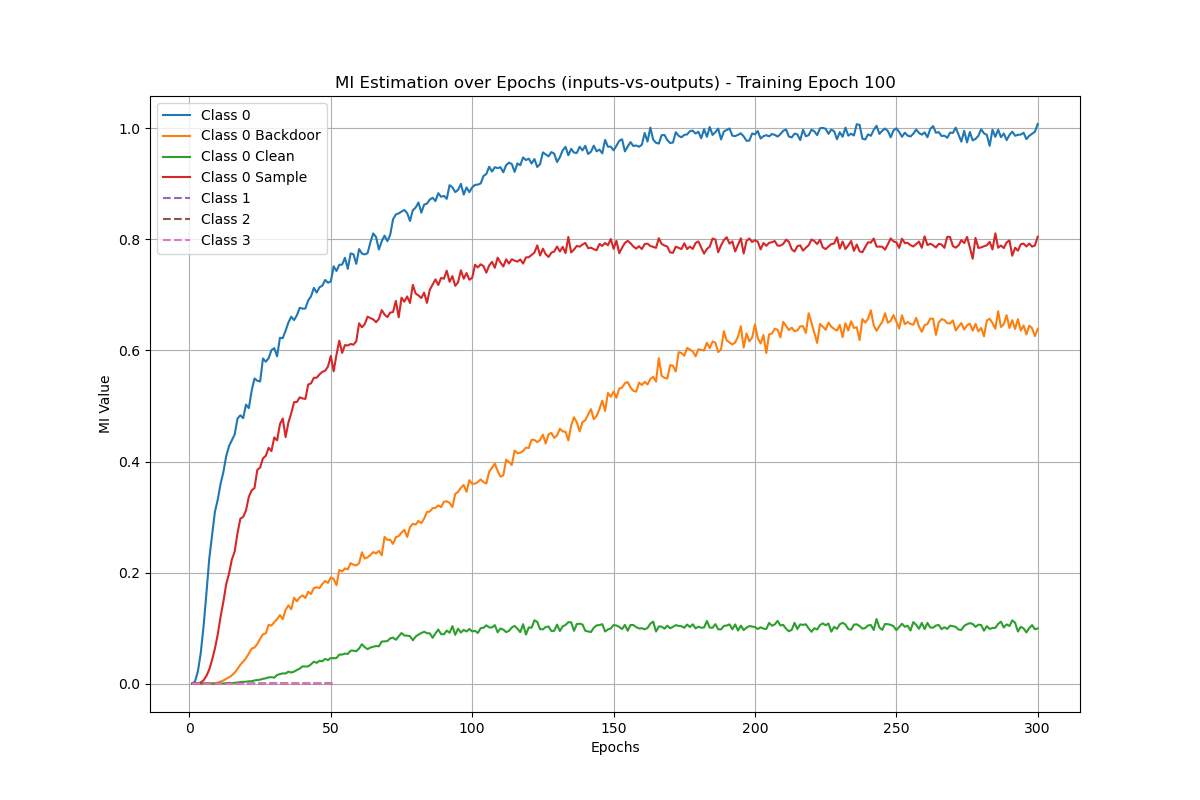 MI Estimation over Epochs (inputs-vs-outputs) - Training Epoch 100
Class 0
Class 0 Backdoor
Class 0 Clean
Class 0 Sample
Class 1
Class 2
Class 3
1.0
0.8
0.6
0.4
0.2
0.0
MI Value
0 50 100 150 200 250 300
Epochs